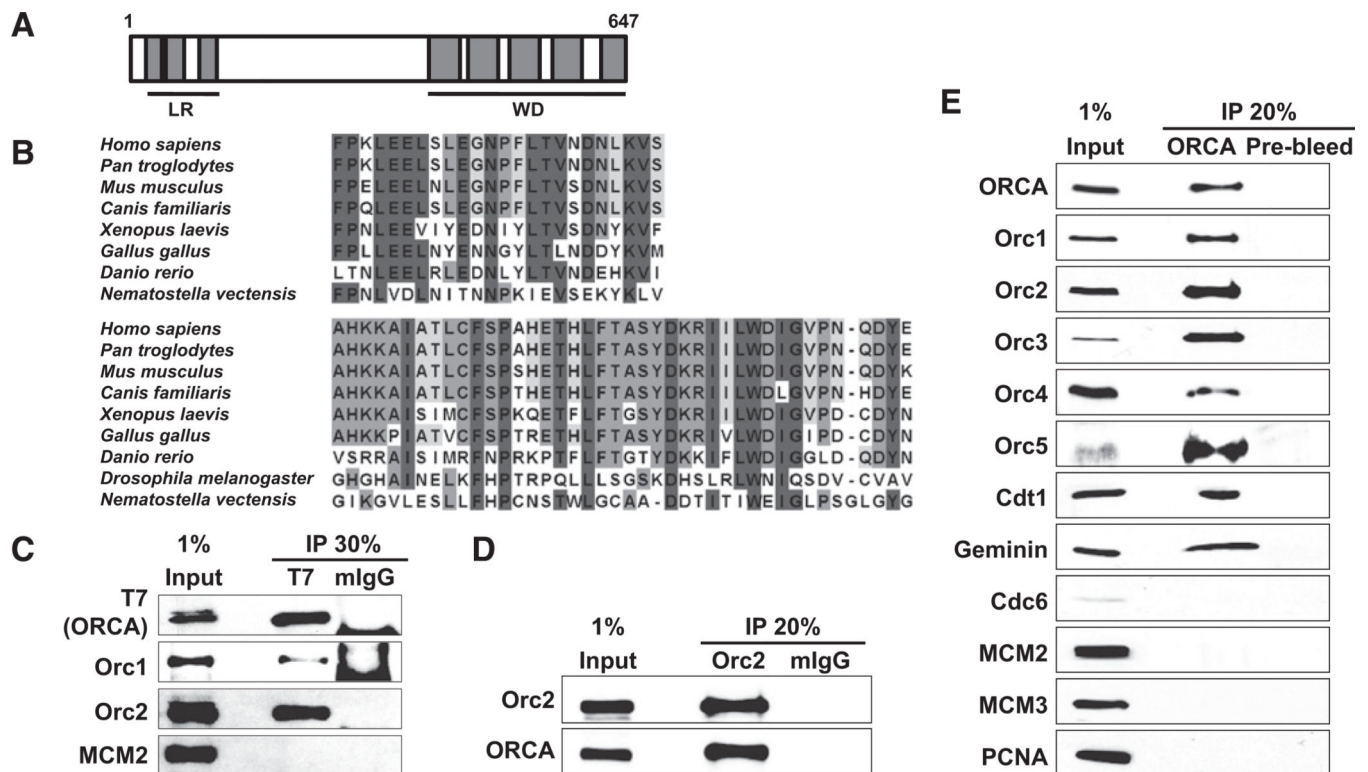 A
1 647
LR WD
B
Homo sapiens FPKLEELSLEGNPFLTVNDNLKVS
Pan troglodytes FPKLEELSLEGNPFLTVNDNLKVS
Mus musculus FPELEELNLEGNPFLTVSDNLKVS
Canis familiaris FPQLEELSLEGNPFLTVSDNLKVS
Xenopus laevis FPNLEEVIYEDNIYLTVSDNYKVF
Gallus gallus FPLLEELNYENNGYLTLNDDYKVM
Danio rerio LTNLEELRLEDNLYLTVNDEHKVI
Nematostella vectensis FPNLVDLNITNNPKIEVSEKYKLV
Homo sapiens AHKKAIATLCFSPAHETHLFTASYDKRIILWDIGVPN-QDYE
Pan troglodytes AHKKAIATLCFSPAHETHLFTASYDKRIILWDIGVPN-QDYE
Mus musculus AHKKAIATLCFSPAHETHLFTASYDKRIILWDIGVPN-QDYK
Canis familiaris AHKKAIATLCFSPTHETHLFTASYDKRIILWDLGVPN-HDYE
Xenopus laevis AHKKAISIMCFSPKQETFLFTGSYDKRIILWDIGVPD-CDYN
Gallus gallus AHKKPIATVCFSPTRETHLFTASYDKRIVLWDIGIPD-CDYN
Danio rerio VSRRAISIMRFNPRKPTFLFTGTYDKKIFLWDIGGLD-QDYN
Drosophila melanogaster GHGHAINELKFHPTRPQLLLSGSKDHSLRLWNIQSDV-CVAV
Nematostella vectensis GIKGVLESLLFHPCNSTWLGCAA-DDTITIWEIGLPSGLGYG
C
1% IP 30%
Input T7 mIgG
T7
(ORCA)
Orc1
Orc2
MCM2
D
1% IP 20%
Input Orc2 mIgG
Orc2
ORCA
E
1% IP 20%
Input ORCA Pre-bleed
ORCA
Orc1
Orc2
Orc3
Orc4
Orc5
Cdt1
Geminin
Cdc6
MCM2
MCM3
PCNA